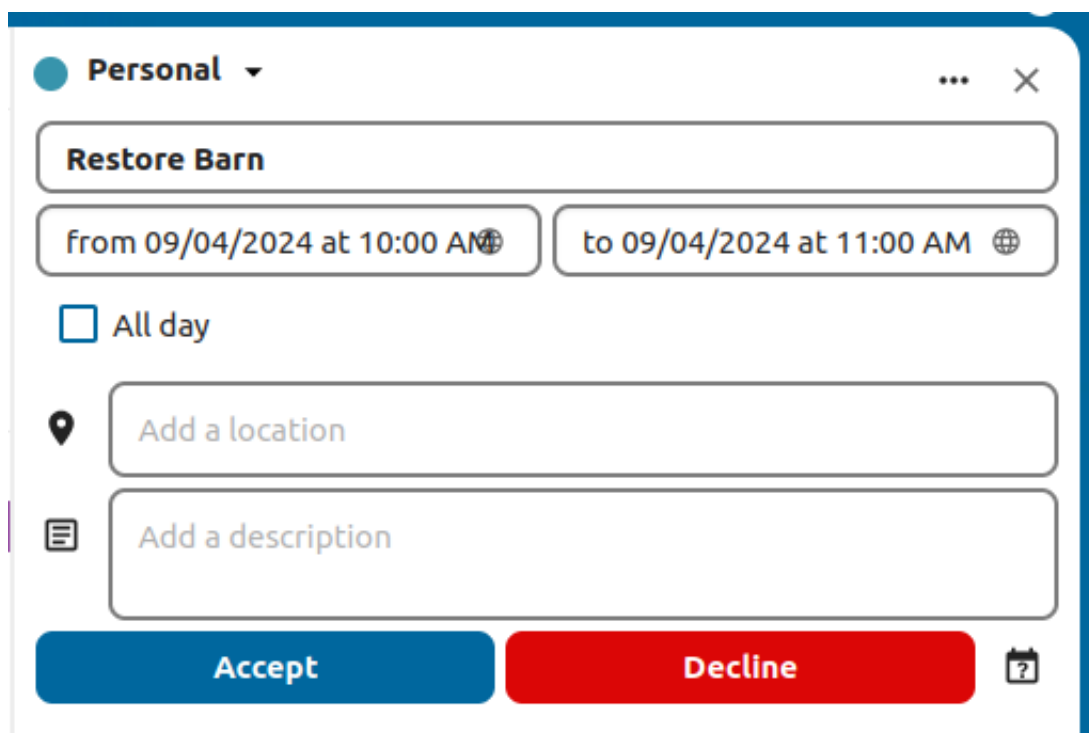 Personal
Restore Barn
from 09/04/2024 at 10:00 AM
to 09/04/2024 at 11:00 AM
All day
Add a location
Add a description
Accept
Decline
?